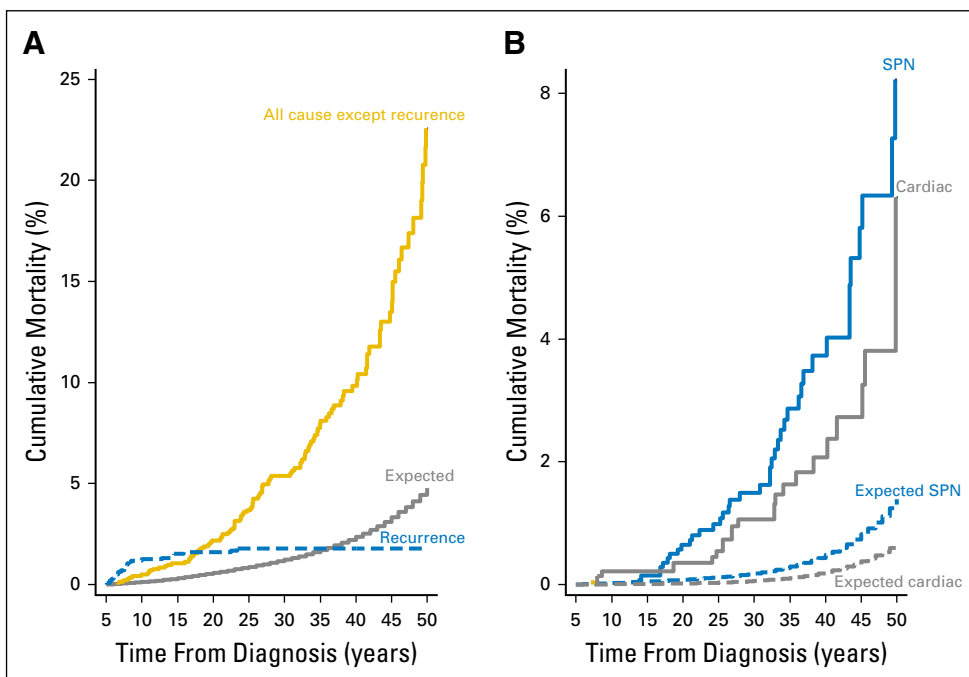 A
Cumulative Mortality (%)
25
20
15
10
5
0
All cause except recurence
Expected
Recurrence
5 10 15 20 25 30 35 40 45 50
Time From Diagnosis (years)
B
Cumulative Mortality (%)
8
6
4
2
0
SPN
Cardiac
Expected SPN
Expected cardiac
5 10 15 20 25 30 35 40 45 50
Time From Diagnosis (years)